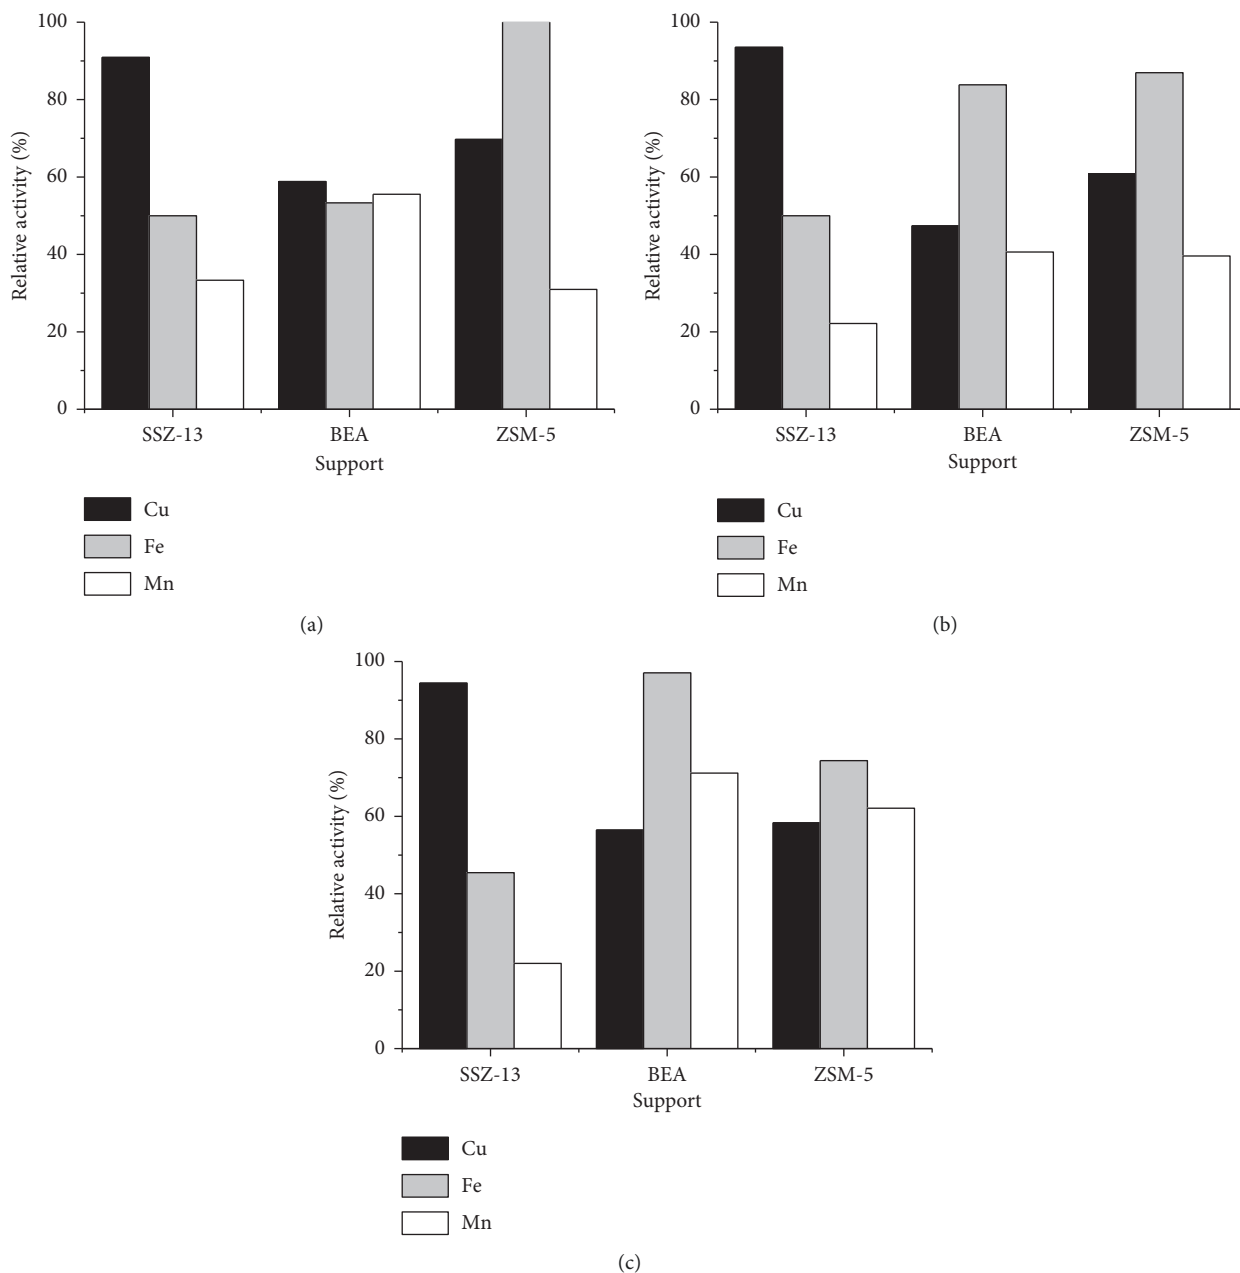 100
80
60
40
20
0
Relative activity (%)
SSZ-13 BEA ZSM-5
Support
Cu
Fe
Mn
(a)
100
80
60
40
20
0
Relative activity (%)
SSZ-13 BEA ZSM-5
Support
Cu
Fe
Mn
(b)
100
80
60
40
20
0
Relative activity (%)
SSZ-13 BEA ZSM-5
Support
Cu
Fe
Mn
(c)